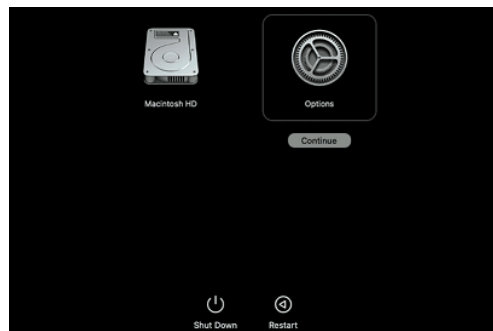 Macintosh HD
Options
Continue
Shut Down
Restart